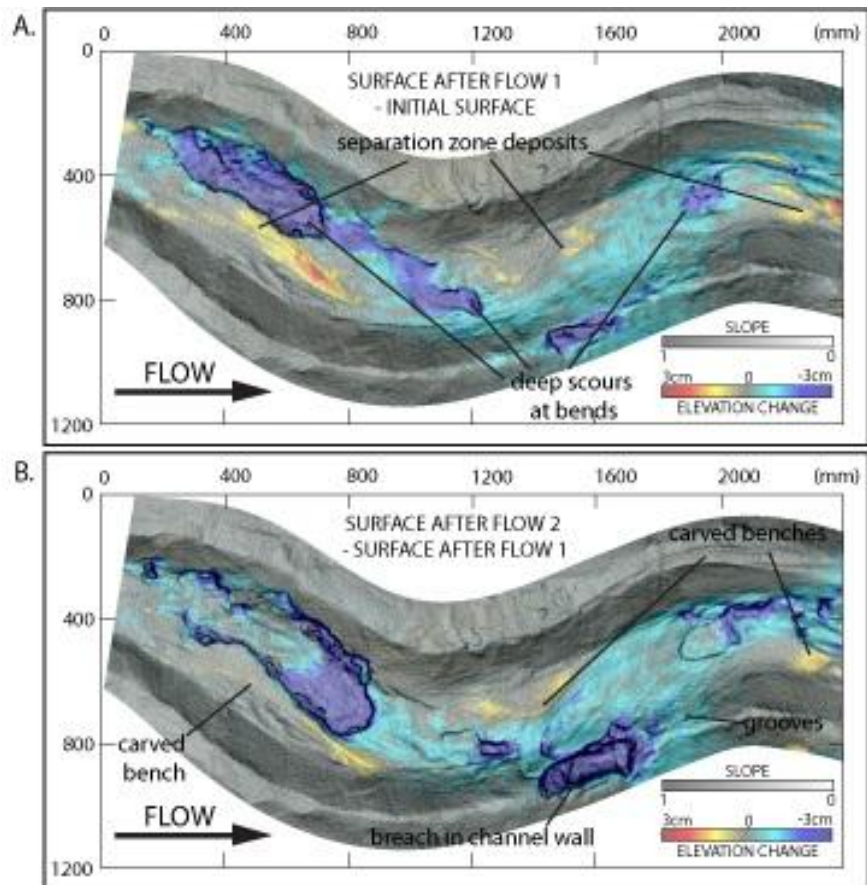 A.
0 400 800 1200 1600 2000 (mm)
0
SURFACE AFTER FLOW 1
- INITIAL SURFACE
separation zone deposits
400
800
SLOPE
1 0
FLOW
deep scours
at bends
3cm 0 -3cm
ELEVATION CHANGE
1200
B.
0 400 800 1200 1600 2000 (mm)
0
SURFACE AFTER FLOW 2
- SURFACE AFTER FLOW 1
carved benches
400
grooves
carved
bench
800
SLOPE
1 0
FLOW
breach in channel wall
3cm 0 -3cm
ELEVATION CHANGE
1200